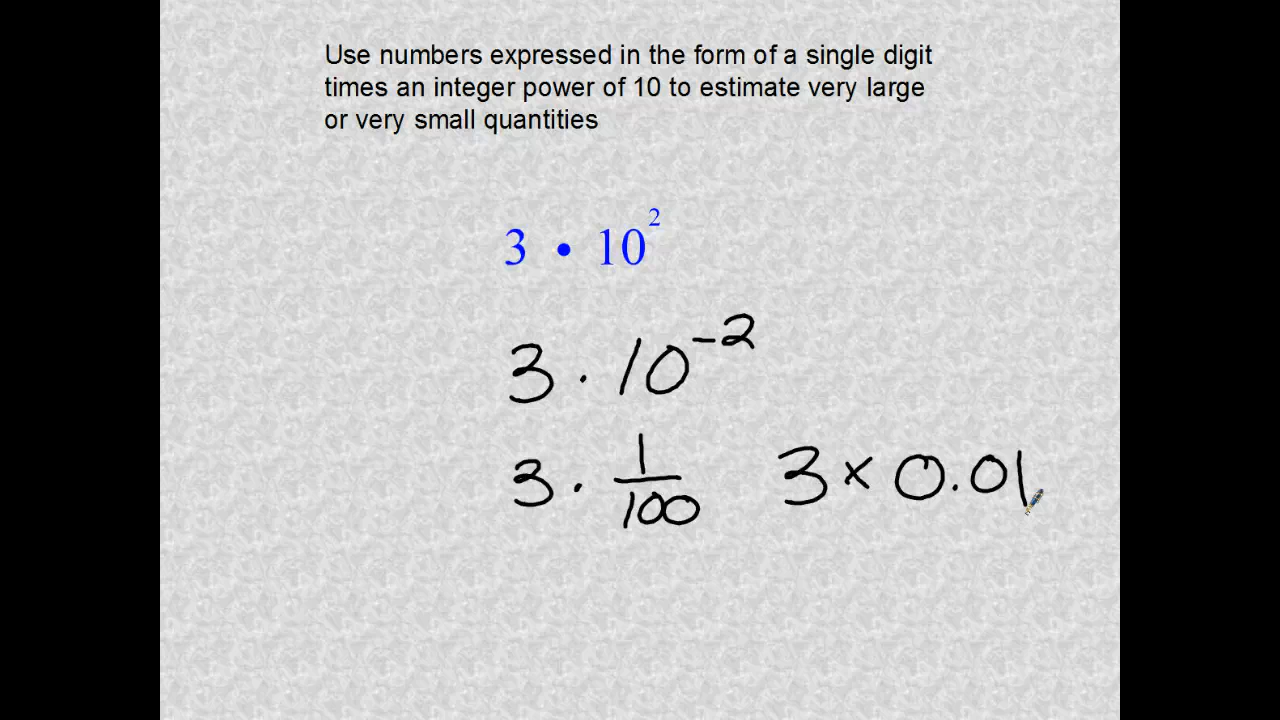 Use numbers expressed in the form of a single digit
times an integer power of 10 to estimate very large
or very small quantities
3 • 10²
3 · 10⁻²
3 · 1/100 3 × 0.01